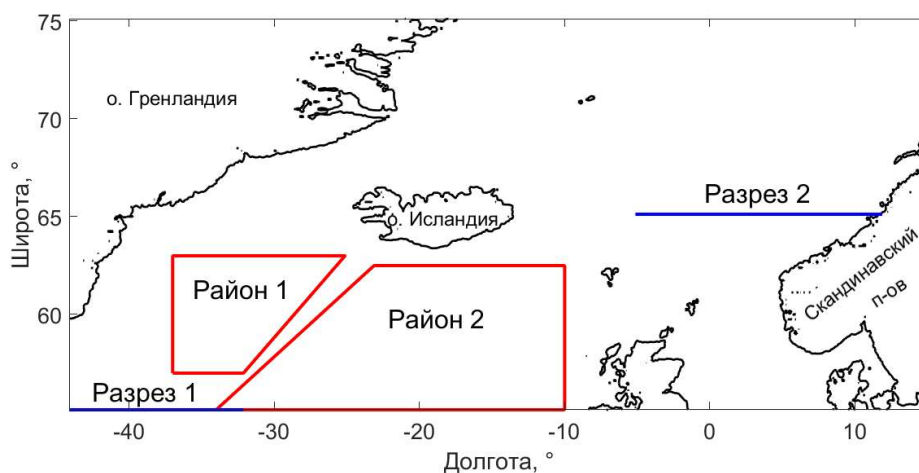 75
70
65
60
Широта, °
о. Гренландия
о. Исландия
Разрез 2
Район 1
Район 2
Скандинавский
п-ов
Разрез 1
-40 -30 -20 -10 0 10
Долгота, °